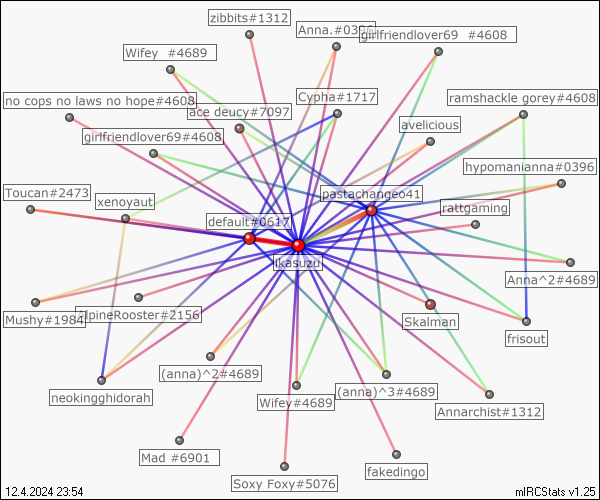 zibbits#1312
Anna.#0396
girlfriendlover69 #4608
Wifey #4689
no cops no laws no hope#4608
Cypha#1717
ramshackle gorey#4608
ace deucy#7097
avelicious
girlfriendlover69#4608
hypomanianna#0396
Toucan#2473
pastachangeo41
xenoyaut
rattgaming
default#0617
ikasuzu
Anna^2#4689
Mushy#1984
AlpineRooster#2156
Skalman
frisout
(anna)^2#4689
(anna)^3#4689
neokingghidorah
Wifey#4689
Annarchist#1312
Mad #6901
fakedingo
Soxy Foxy#5076
12.4.2024 23:54
mIRCStats v1.25